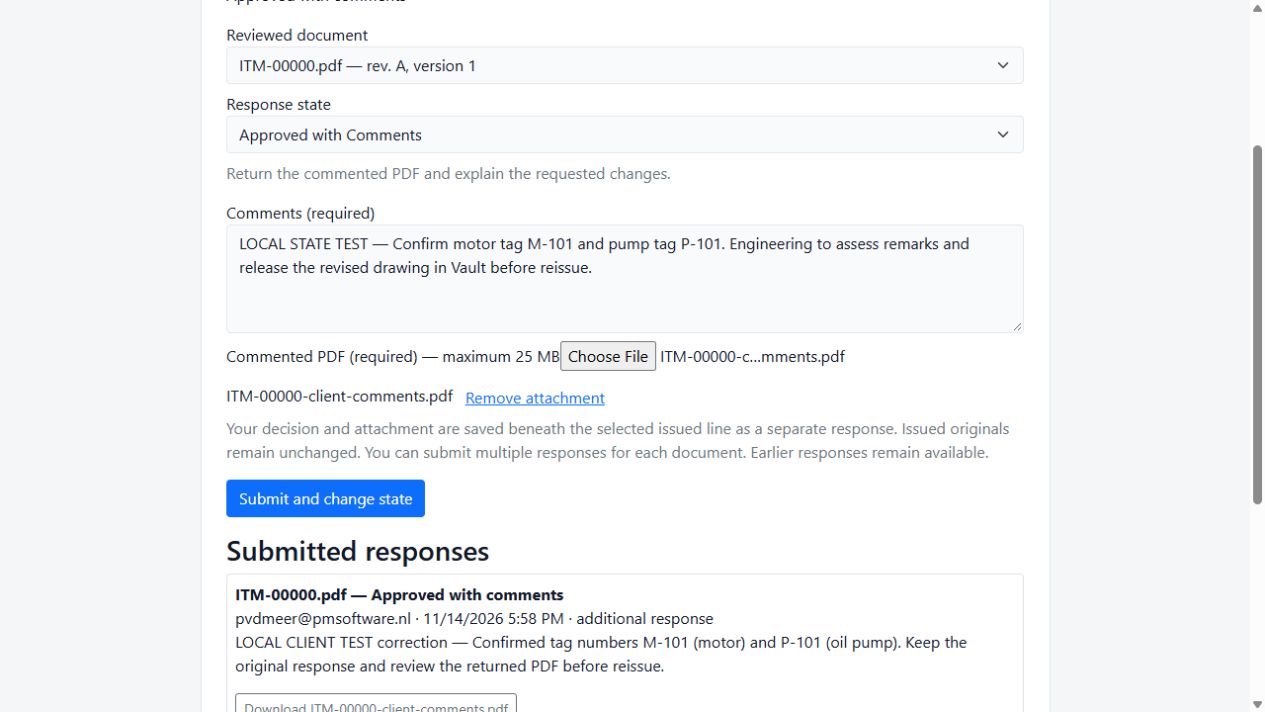 Approved with comments
Reviewed document
ITM-00000.pdf — rev. A, version 1
Response state
Approved with Comments
Return the commented PDF and explain the requested changes.
Comments (required)
LOCAL STATE TEST — Confirm motor tag M-101 and pump tag P-101. Engineering to assess remarks and
release the revised drawing in Vault before reissue.
Commented PDF (required) — maximum 25 MB Choose File ITM-00000-c...mments.pdf
ITM-00000-client-comments.pdf Remove attachment
Your decision and attachment are saved beneath the selected issued line as a separate response. Issued originals
remain unchanged. You can submit multiple responses for each document. Earlier responses remain available.
Submit and change state
Submitted responses
ITM-00000.pdf — Approved with comments
pvdmeer@pmsoftware.nl · 11/14/2026 5:58 PM · additional response
LOCAL CLIENT TEST correction — Confirmed tag numbers M-101 (motor) and P-101 (oil pump). Keep the
original response and review the returned PDF before reissue.
Download ITM-00000-client-comments.pdf